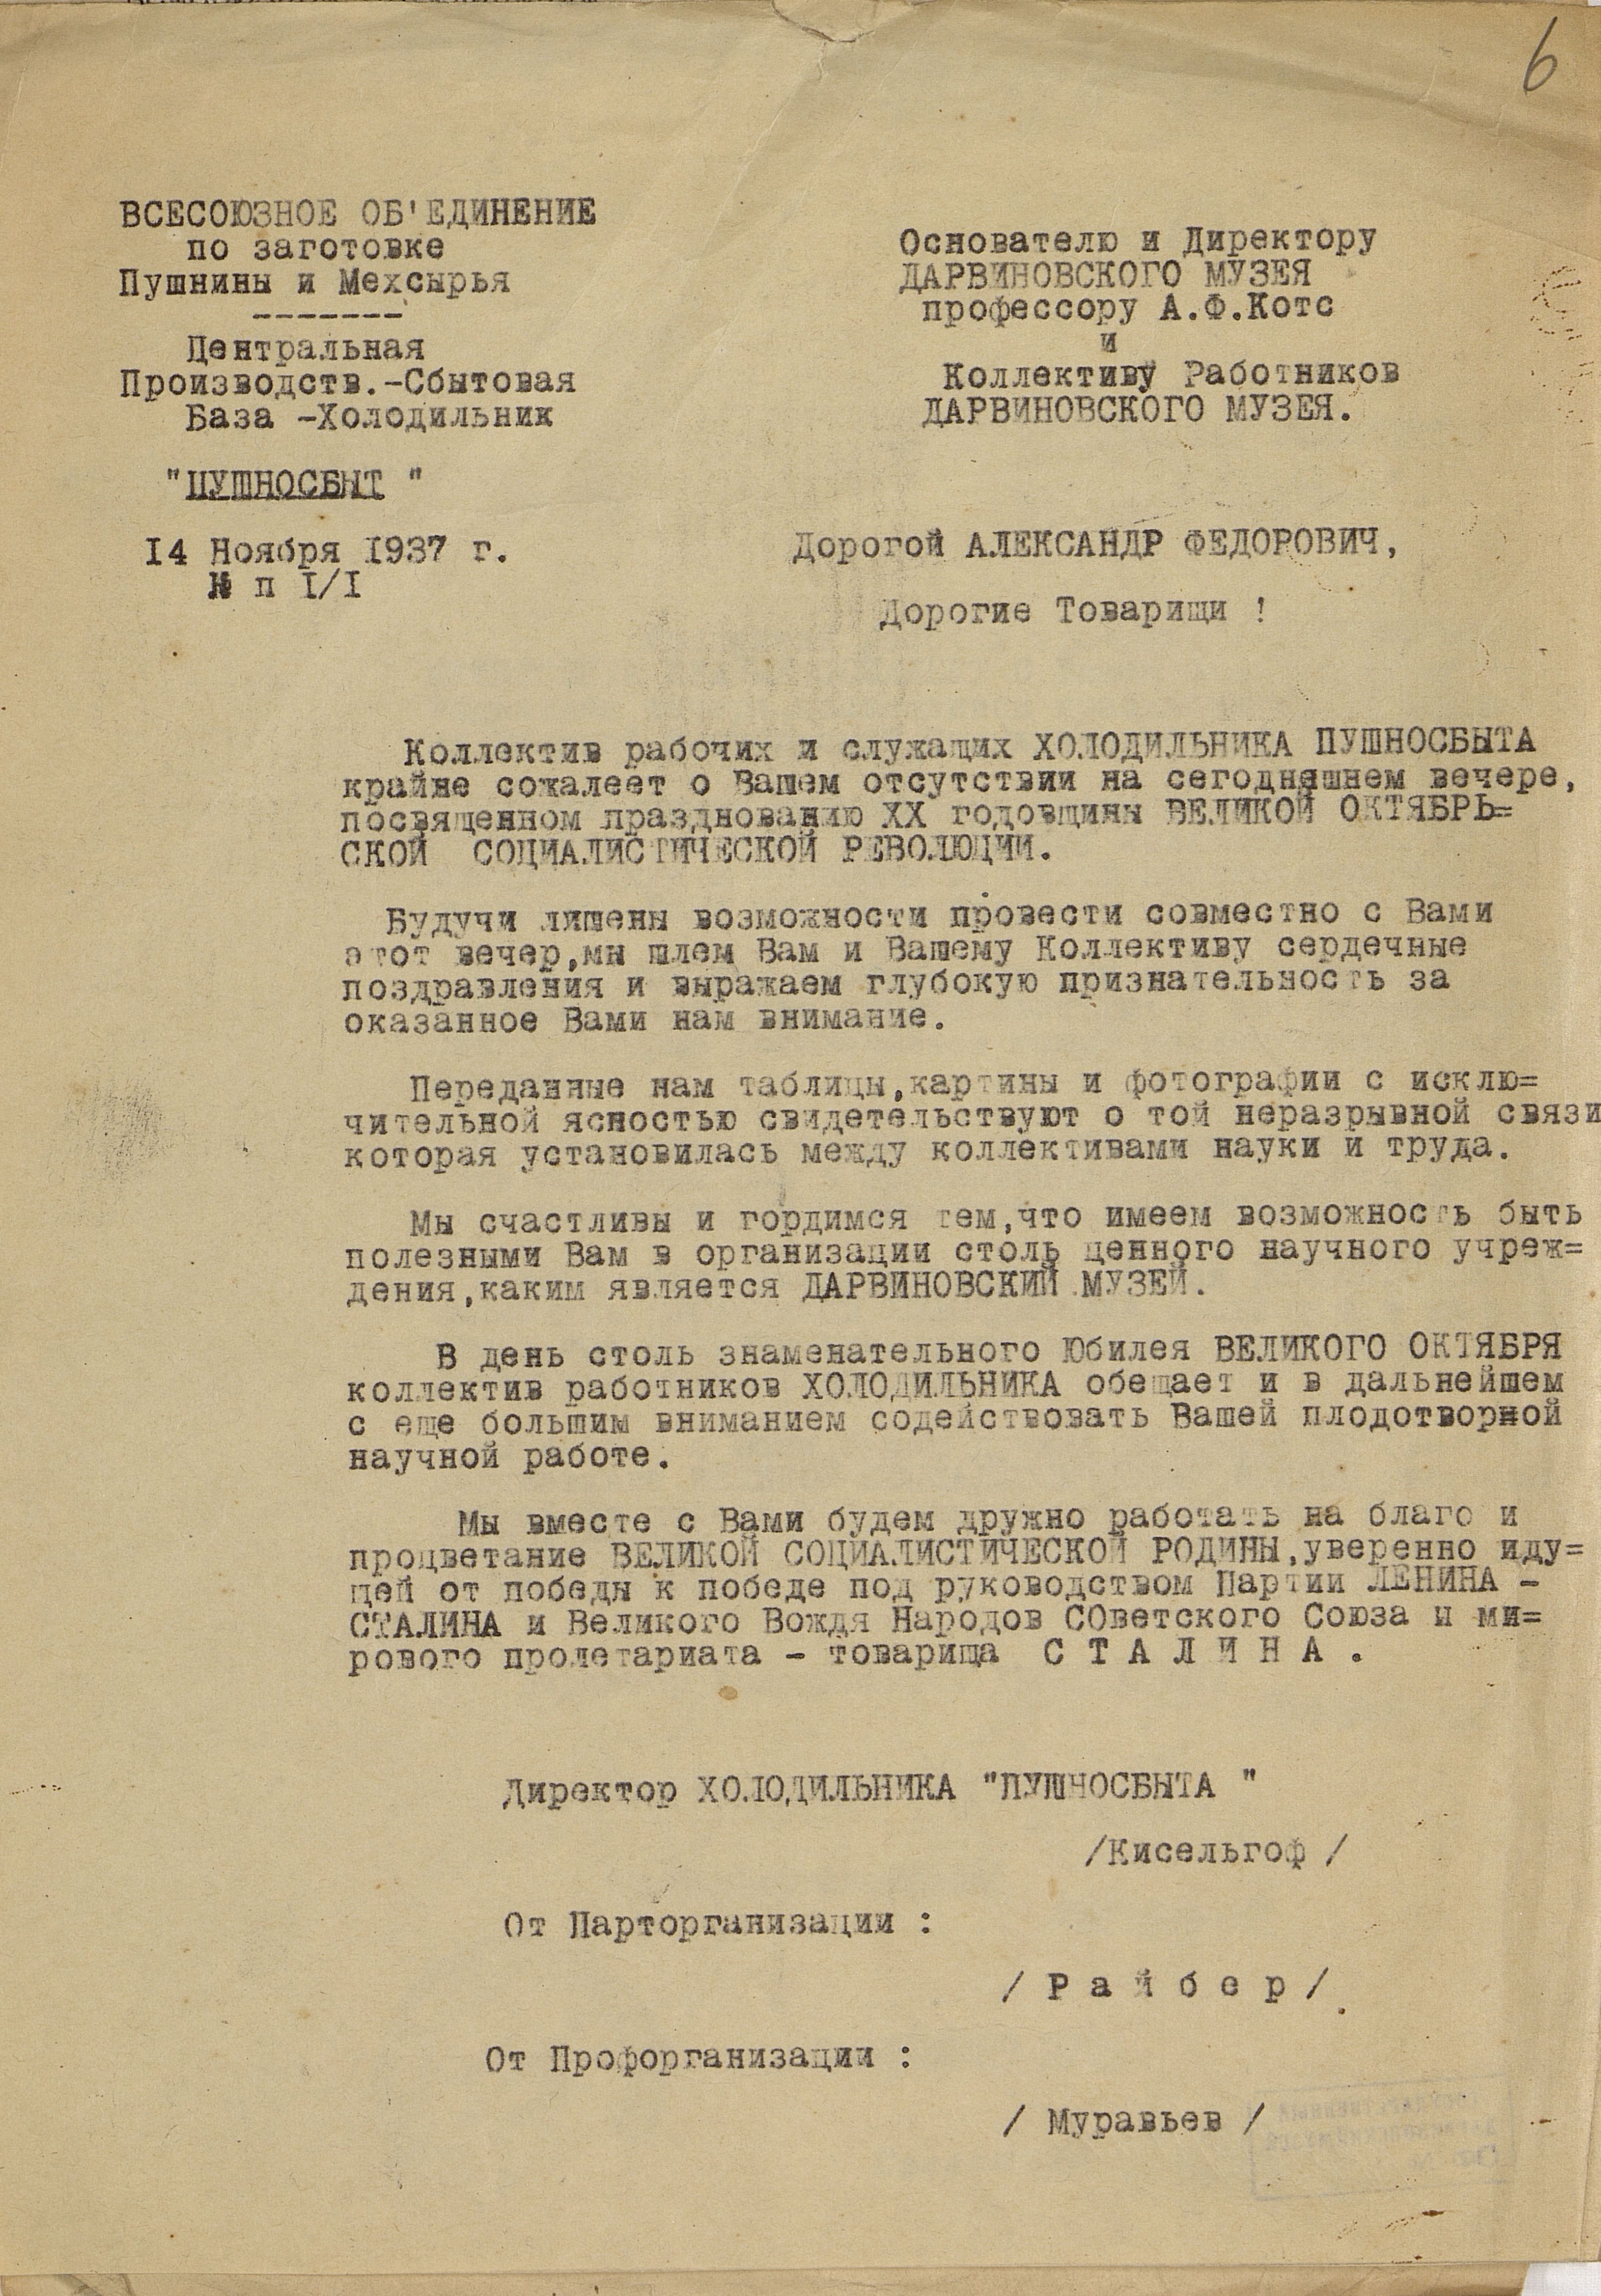 6
ВСЕСОЮЗНОЕ ОБ'ЕДИНЕНИЕ
по заготовке
Пушнины и Мехсырья
-------
Центральная
Производств.-Сбытовая
База -Холодильник
"ПУШНОСБЫТ "
I4 Ноября I937 г.
№ п I/I
Основателю и Директору
ДАРВИНОВСКОГО МУЗЕЯ
профессору А.Ф.Котс
и
Коллективу Работников
ДАРВИНОВСКОГО МУЗЕЯ.
Дорогой АЛЕКСАНДР ФЕДОРОВИЧ,
Дорогие Товарищи !
Коллектив рабочих и служащих ХОЛОДИЛЬНИКА ПУШНОСБЫТА
крайне сожалеет о Вашем отсутствии на сегодняшнем вечере,
посвященном празднованию XX годовщины ВЕЛИКОЙ ОКТЯБРЬ=
СКОЙ СОЦИАЛИСТИЧЕСКОЙ РЕВОЛЮЦИИ.
Будучи лишены возможности провести совместно с Вами
этот вечер,мы шлем Вам и Вашему Коллективу сердечные
поздравления и выражаем глубокую признательность за
оказанное Вами нам внимание.
Переданные нам таблицы,картины и фотографии с исклю=
чительной ясностью свидетельствуют о той неразрывной связи
которая установилась между коллективами науки и труда.
Мы счастливы и гордимся тем,что имеем возможность быть
полезными Вам в организации столь ценного научного учреж=
дения,каким является ДАРВИНОВСКИЙ МУЗЕЙ.
В день столь знаменательного Юбилея ВЕЛИКОГО ОКТЯБРЯ
коллектив работников ХОЛОДИЛЬНИКА обещает и в дальнейшем
с еще большим вниманием содействовать Вашей плодотворной
научной работе.
Мы вместе с Вами будем дружно работать на благо и
процветание ВЕЛИКОЙ СОЦИАЛИСТИЧЕСКОЙ РОДИНЫ,уверенно иду=
щей от победы к победе под руководством Партии ЛЕНИНА -
СТАЛИНА и Великого Вождя Народов СОветского Союза и ми=
рового пролетариата - товарища С Т А Л И Н А .
Директор ХОЛОДИЛЬНИКА "ПУШНОСБЫТА "
/Кисельгоф /
От Парторганизации :
/ Р а й б е р /
От Профорганизации :
/ Муравьев /